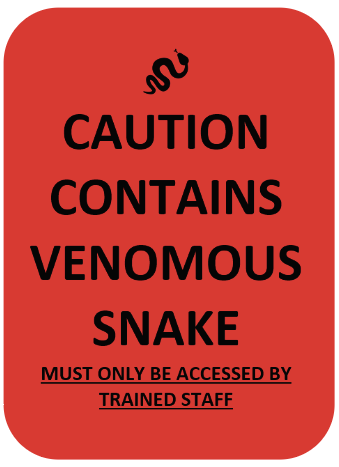 CAUTION
CONTAINS
VENOMOUS
SNAKE
MUST ONLY BE ACCESSED BY
TRAINED STAFF